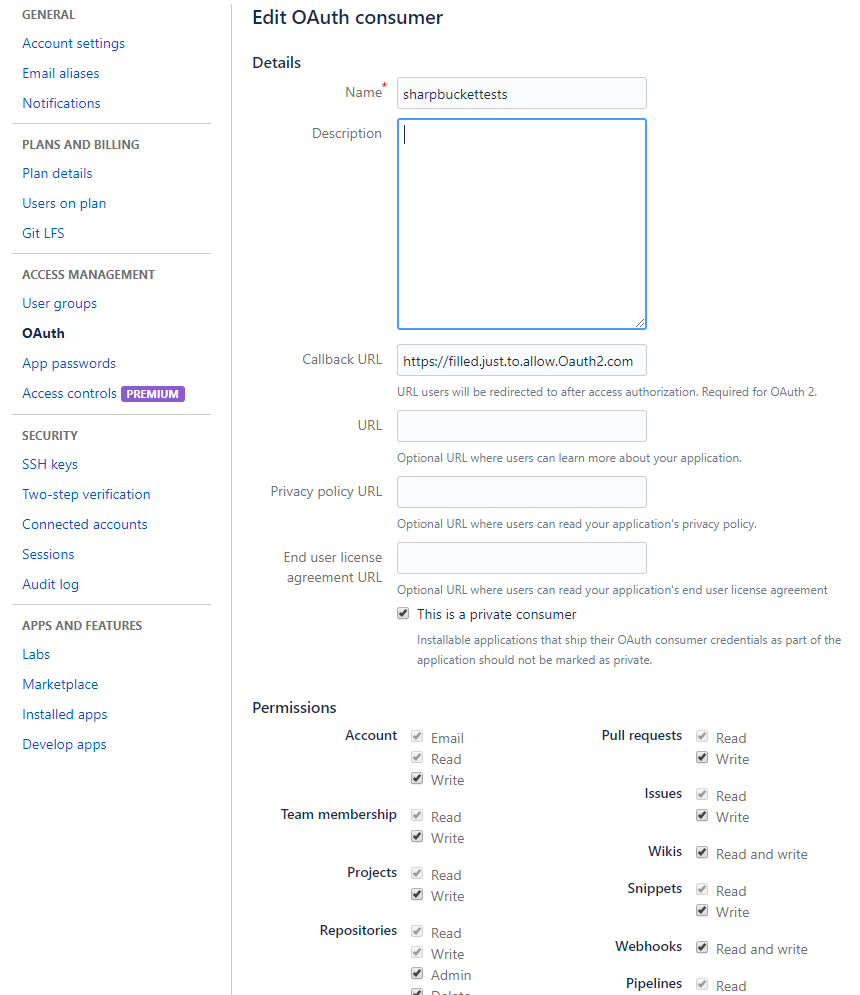 GENERAL
Account settings
Email aliases
Notifications
PLANS AND BILLING
Plan details
Users on plan
Git LFS
ACCESS MANAGEMENT
User groups
OAuth
App passwords
Access controls PREMIUM
SECURITY
SSH keys
Two-step verification
Connected accounts
Sessions
Audit log
APPS AND FEATURES
Labs
Marketplace
Installed apps
Develop apps
Edit OAuth consumer
Details
Name* sharpbuckettests
Description
Callback URL https://filled.just.to.allow.Oauth2.com
URL users will be redirected to after access authorization. Required for OAuth 2.
URL
Optional URL where users can learn more about your application.
Privacy policy URL
Optional URL where users can read your application's privacy policy.
End user license
agreement URL
Optional URL where users can read your application's end user license agreement
This is a private consumer
Installable applications that ship their OAuth consumer credentials as part of the
application should not be marked as private.
Permissions
Account Email
Read
Write
Team membership Read
Write
Projects Read
Write
Repositories Read
Write
Admin
Delete
Pull requests Read
Write
Issues Read
Write
Wikis Read and write
Snippets Read
Write
Webhooks Read and write
Pipelines Read